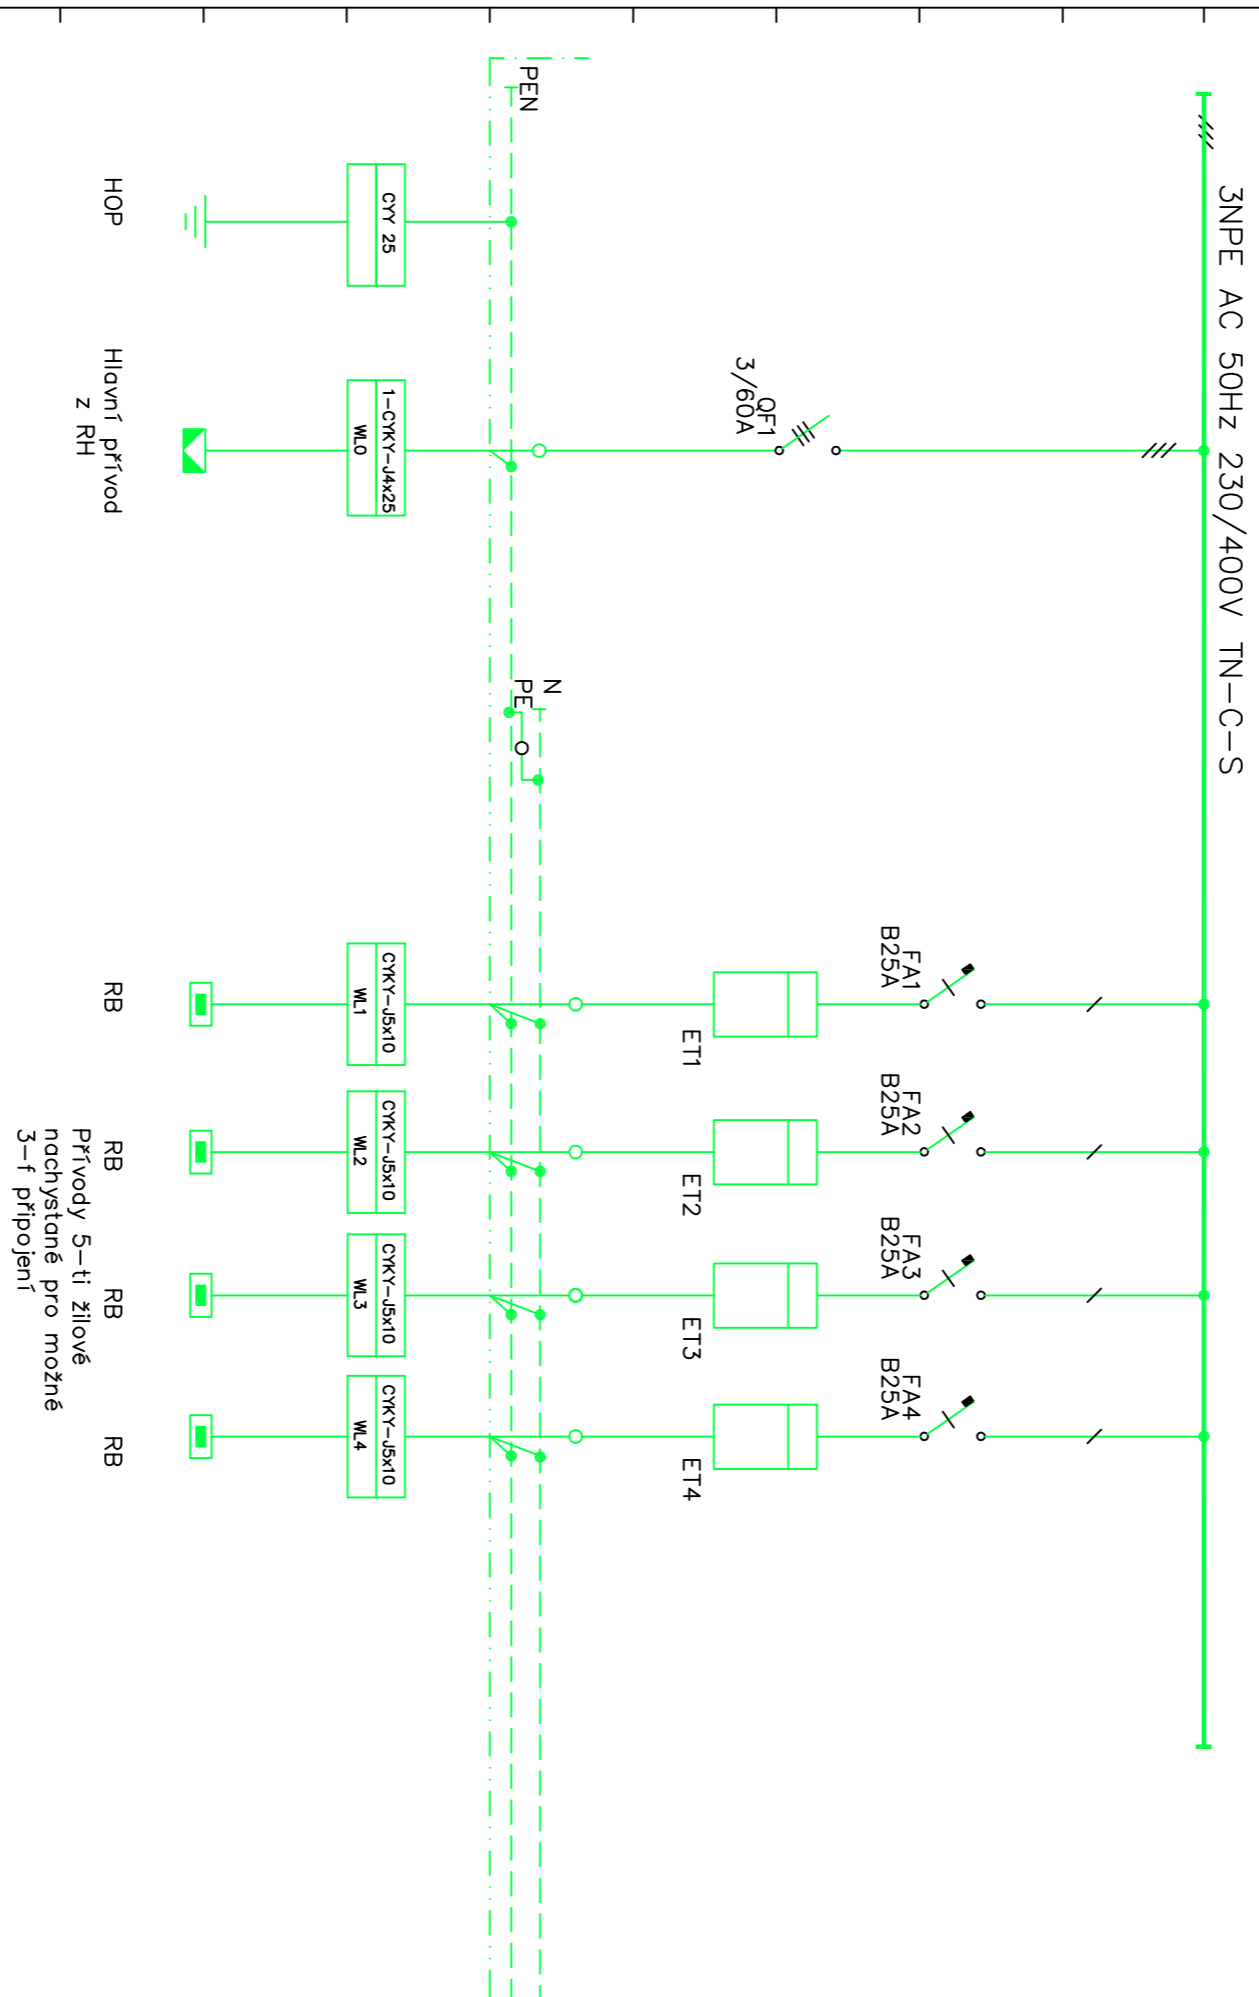 3NPE AC 50Hz 230/400V TN-C-S
QF1
3/60A
FA1
B25A
FA2
B25A
FA3
B25A
FA4
B25A
ET1
ET2
ET3
ET4
PEN
N
PE
CYY 25
1-CYKY-J4x25
WL0
CYKY-J5x10
WL1
CYKY-J5x10
WL2
CYKY-J5x10
WL3
CYKY-J5x10
WL4
HOP
Hlavní přívod
z RH
RB
RB
RB
RB
Přívody 5-ti žilové
nachystané pro možné
3-f připojení